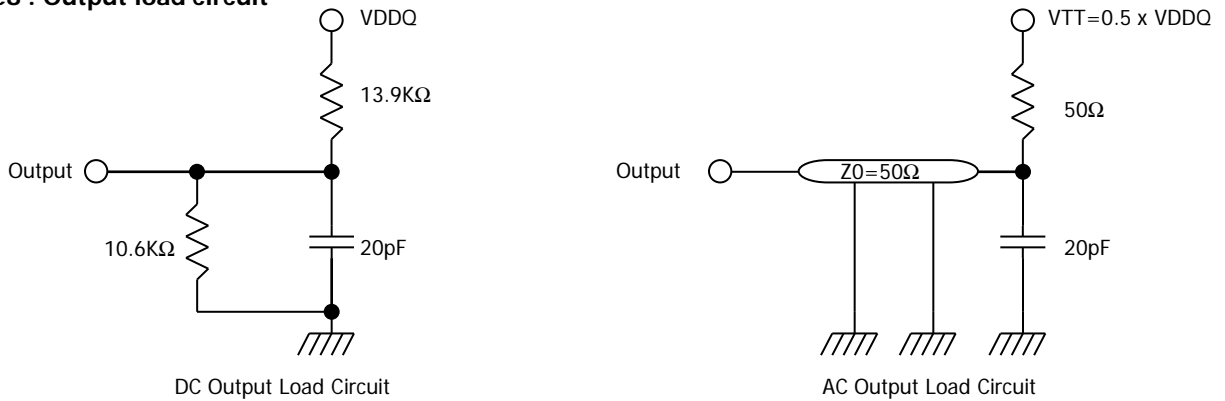 : Output load circuit
VDDQ
13.9KΩ
Output
10.6KΩ
20pF
DC Output Load Circuit
VTT=0.5 x VDDQ
50Ω
Output
Z0=50Ω
20pF
AC Output Load Circuit